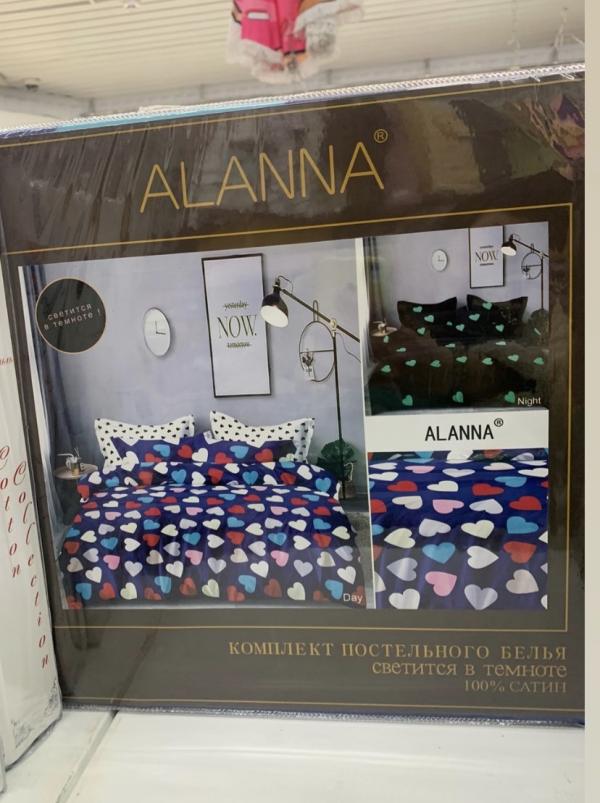 ALANNA®
светится
в темноте !
yesterday
NOW.
tomorrow
NOW.
Night
ALANNA®
Day
Cotton
Collection
КОМПЛЕКТ ПОСТЕЛЬНОГО БЕЛЬЯ
светится в темноте
100% САТИН